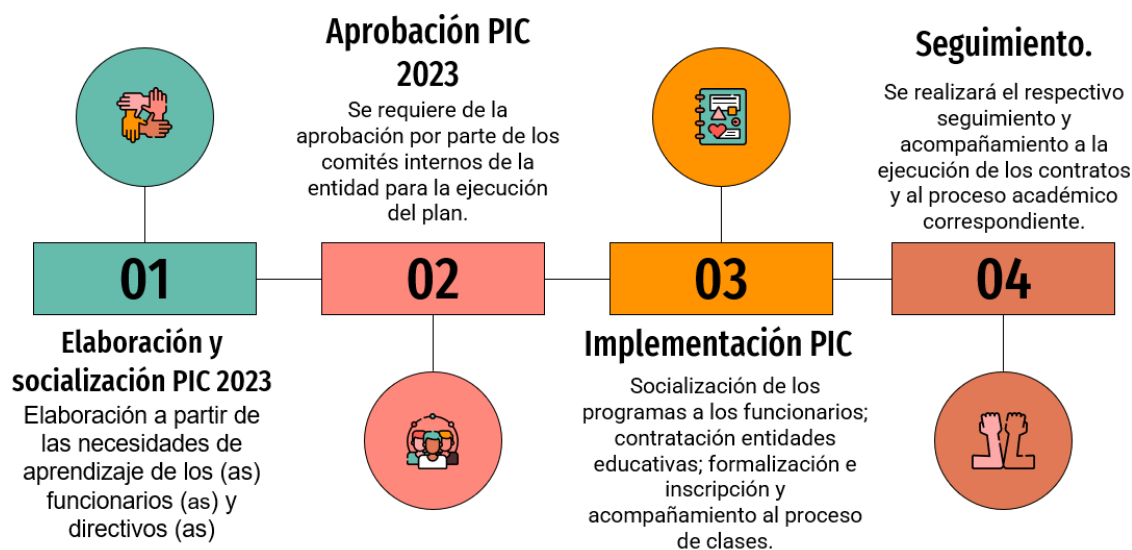 01
Elaboración y
socialización PIC 2023
Elaboración a partir de
las necesidades de
aprendizaje de los (as)
funcionarios (as) y
directivos (as)
Aprobación PIC
2023
Se requiere de la
aprobación por parte de los
comités internos de la
entidad para la ejecución
del plan.
02
03
Implementación PIC
Socialización de los
programas a los funcionarios;
contratación entidades
educativas; formalización e
inscripción y
acompañamiento al proceso
de clases.
Seguimiento.
Se realizará el respectivo
seguimiento y
acompañamiento a la
ejecución de los contratos
y al proceso académico
correspondiente.
04